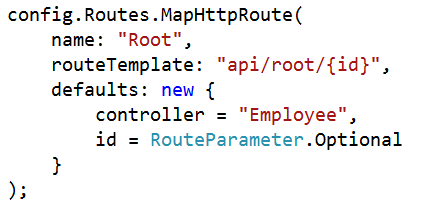 config.Routes.MapHttpRoute(
    name: "Root",
    routeTemplate: "api/root/{id}",
    defaults: new {
        controller = "Employee",
        id = RouteParameter.Optional
    }
);